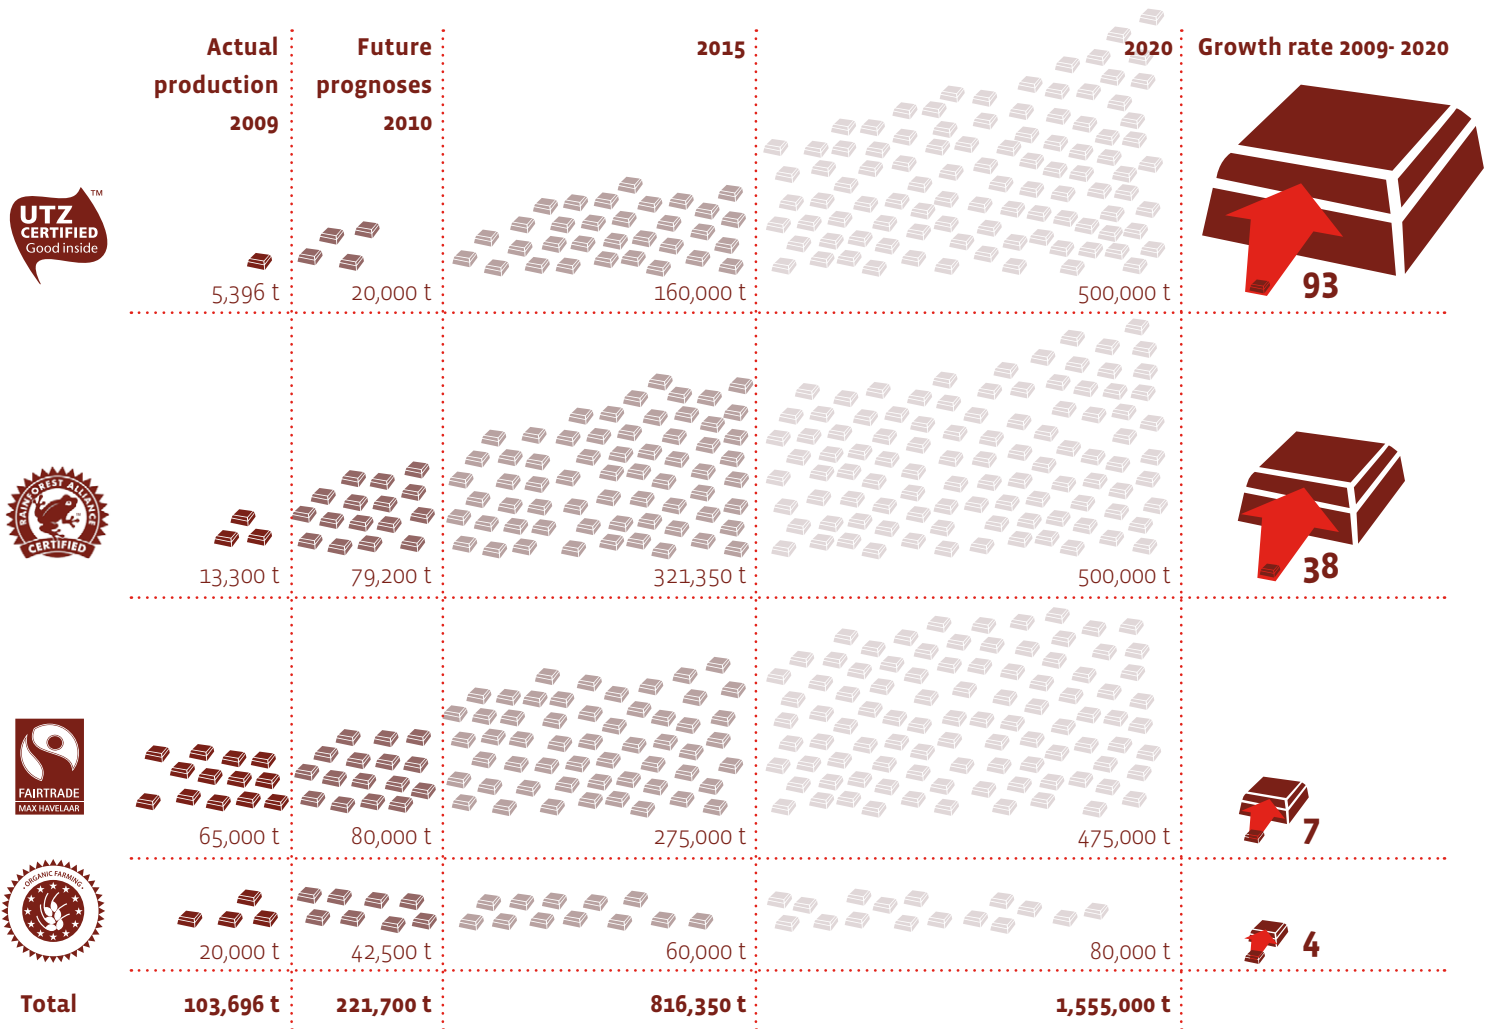 Actual
production
2009
Future
prognoses
2010
2015
2020
Growth rate 2009- 2020
UTZ
CERTIFIED
Good inside
TM
5,396 t
20,000 t
160,000 t
500,000 t
93
RAINFOREST ALLIANCE
CERTIFIED
13,300 t
79,200 t
321,350 t
500,000 t
38
FAIRTRADE
MAX HAVELAAR
65,000 t
80,000 t
275,000 t
475,000 t
7
· ORGANIC FARMING ·
20,000 t
42,500 t
60,000 t
80,000 t
4
Total
103,696 t
221,700 t
816,350 t
1,555,000 t